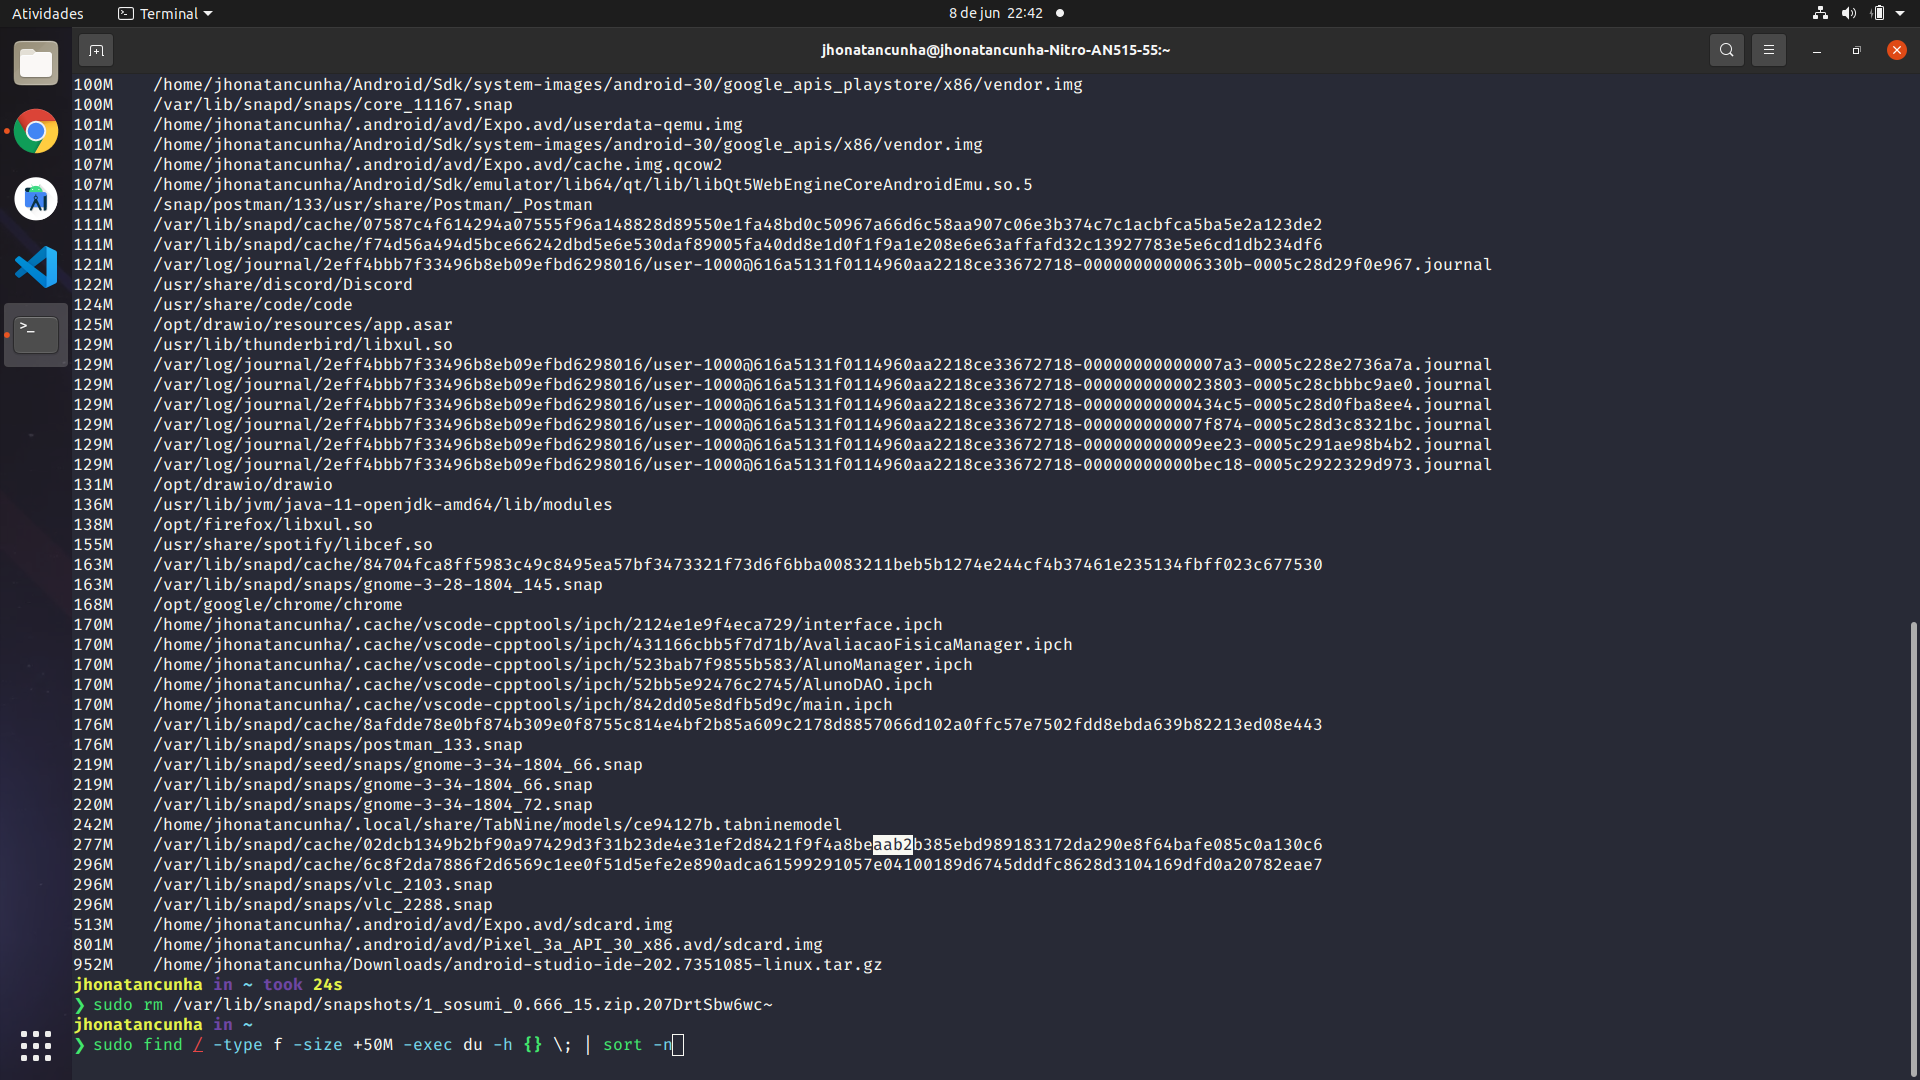 Atividades
Terminal
8 de jun 22:42
jhonatancunha@jhonatancunha-Nitro-AN515-55:~
100M /home/jhonatancunha/Android/Sdk/system-images/android-30/google_apis_playstore/x86/vendor.img
100M /var/lib/snapd/snaps/core_11167.snap
101M /home/jhonatancunha/.android/avd/Expo.avd/userdata-qemu.img
101M /home/jhonatancunha/Android/Sdk/system-images/android-30/google_apis/x86/vendor.img
107M /home/jhonatancunha/.android/avd/Expo.avd/cache.img.qcow2
107M /home/jhonatancunha/Android/Sdk/emulator/lib64/qt/lib/libQt5WebEngineCoreAndroidEmu.so.5
111M /snap/postman/133/usr/share/Postman/_Postman
111M /var/lib/snapd/cache/07587c4f614294a07555f96a148828d89550e1fa48bd0c50967a66d6c58aa907c06e3b374c7c1acbfca5ba5e2a123de2
111M /var/lib/snapd/cache/f74d56a494d5bce66242dbd5e6e530daf89005fa40dd8e1d0f1f9a1e208e6e63affafd32c13927783e5e6cd1db234df6
121M /var/log/journal/2eff4bbb7f33496b8eb09efbd6298016/user-1000@616a5131f0114960aa2218ce33672718-000000000006330b-0005c28d29f0e967.journal
122M /usr/share/discord/Discord
124M /usr/share/code/code
125M /opt/drawio/resources/app.asar
129M /usr/lib/thunderbird/libxul.so
129M /var/log/journal/2eff4bbb7f33496b8eb09efbd6298016/user-1000@616a5131f0114960aa2218ce33672718-00000000000007a3-0005c228e2736a7a.journal
129M /var/log/journal/2eff4bbb7f33496b8eb09efbd6298016/user-1000@616a5131f0114960aa2218ce33672718-0000000000023803-0005c28cbbbc9ae0.journal
129M /var/log/journal/2eff4bbb7f33496b8eb09efbd6298016/user-1000@616a5131f0114960aa2218ce33672718-00000000000434c5-0005c28d0fba8ee4.journal
129M /var/log/journal/2eff4bbb7f33496b8eb09efbd6298016/user-1000@616a5131f0114960aa2218ce33672718-000000000007f874-0005c28d3c8321bc.journal
129M /var/log/journal/2eff4bbb7f33496b8eb09efbd6298016/user-1000@616a5131f0114960aa2218ce33672718-000000000009ee23-0005c291ae98b4b2.journal
129M /var/log/journal/2eff4bbb7f33496b8eb09efbd6298016/user-1000@616a5131f0114960aa2218ce33672718-00000000000bec18-0005c2922329d973.journal
131M /opt/drawio/drawio
136M /usr/lib/jvm/java-11-openjdk-amd64/lib/modules
138M /opt/firefox/libxul.so
155M /usr/share/spotify/libcef.so
163M /var/lib/snapd/cache/84704fca8ff5983c49c8495ea57bf3473321f73d6f6bba0083211beb5b1274e244cf4b37461e235134fbff023c677530
163M /var/lib/snapd/snaps/gnome-3-28-1804_145.snap
168M /opt/google/chrome/chrome
170M /home/jhonatancunha/.cache/vscode-cpptools/ipch/2124e1e9f4eca729/interface.ipch
170M /home/jhonatancunha/.cache/vscode-cpptools/ipch/431166cbb5f7d71b/AvaliacaoFisicaManager.ipch
170M /home/jhonatancunha/.cache/vscode-cpptools/ipch/523bab7f9855b583/AlunoManager.ipch
170M /home/jhonatancunha/.cache/vscode-cpptools/ipch/52bb5e92476c2745/AlunoDAO.ipch
170M /home/jhonatancunha/.cache/vscode-cpptools/ipch/842dd05e8dfb5d9c/main.ipch
176M /var/lib/snapd/cache/8afdde78e0bf874b309e0f8755c814e4bf2b85a609c2178d8857066d102a0ffc57e7502fdd8ebda639b82213ed08e443
176M /var/lib/snapd/snaps/postman_133.snap
219M /var/lib/snapd/seed/snaps/gnome-3-34-1804_66.snap
219M /var/lib/snapd/snaps/gnome-3-34-1804_66.snap
220M /var/lib/snapd/snaps/gnome-3-34-1804_72.snap
242M /home/jhonatancunha/.local/share/TabNine/models/ce94127b.tabninemodel
277M /var/lib/snapd/cache/02dcb1349b2bf90a97429d3f31b23de4e31ef2d8421f9f4a8beaab2b385ebd989183172da290e8f64bafe085c0a130c6
296M /var/lib/snapd/cache/6c8f2da7886f2d6569c1ee0f51d5efe2e890adca61599291057e04100189d6745dddfc8628d3104169dfd0a20782eae7
296M /var/lib/snapd/snaps/vlc_2103.snap
296M /var/lib/snapd/snaps/vlc_2288.snap
513M /home/jhonatancunha/.android/avd/Expo.avd/sdcard.img
801M /home/jhonatancunha/.android/avd/Pixel_3a_API_30_x86.avd/sdcard.img
952M /home/jhonatancunha/Downloads/android-studio-ide-202.7351085-linux.tar.gz
jhonatancunha in ~ took 24s
❯ sudo rm /var/lib/snapd/snapshots/1_sosumi_0.666_15.zip.207DrtSbw6wc~
jhonatancunha in ~
❯ sudo find / -type f -size +50M -exec du -h {} \; | sort -n